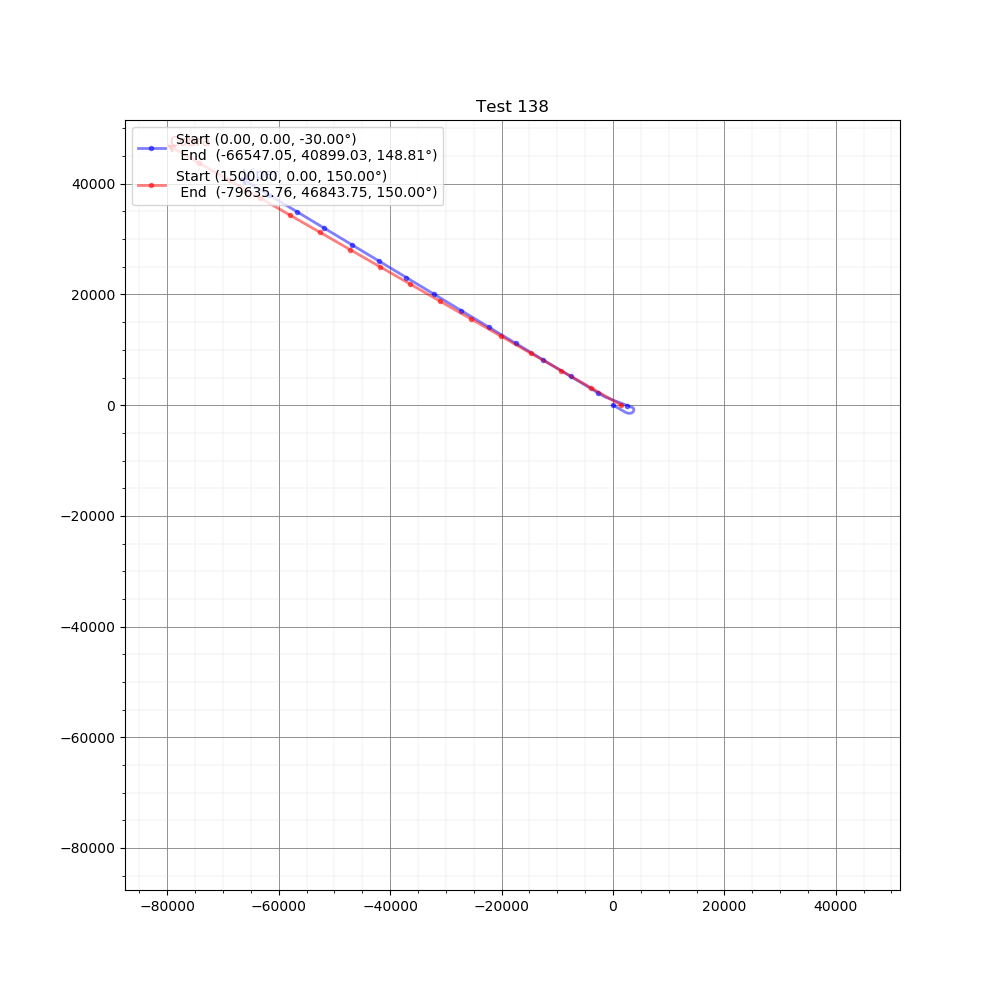 Test 138
Start (0.00, 0.00, -30.00°)
End (-66547.05, 40899.03, 148.81°)
Start (1500.00, 0.00, 150.00°)
End (-79635.76, 46843.75, 150.00°)
40000
20000
0
−20000
−40000
−60000
−80000
−80000 −60000 −40000 −20000 0 20000 40000